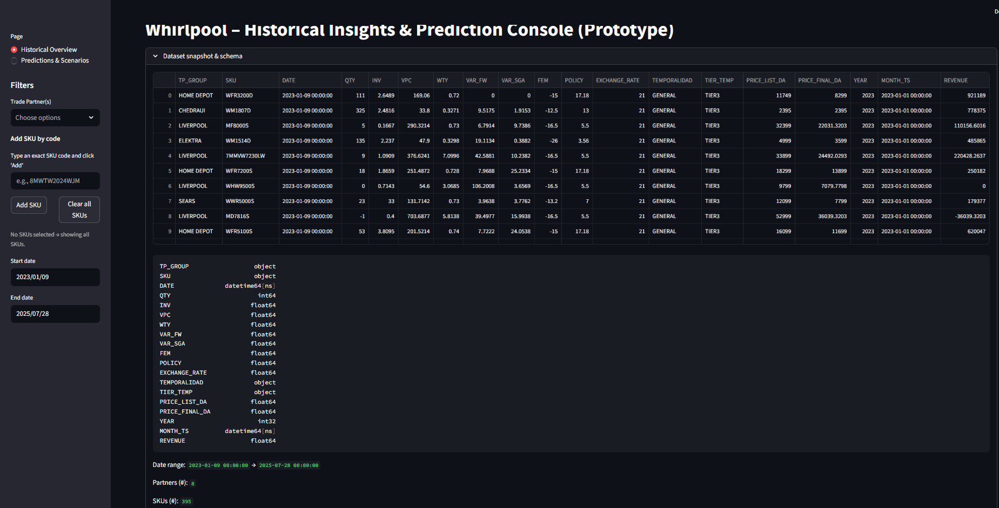 Page
Historical Overview
Predictions & Scenarios
Filters
Trade Partner(s)
Choose options
Add SKU by code
Type an exact SKU code and click
'Add'
e.g., 8MWTW2024WJM
Add SKU
Clear all
SKUs
No SKUs selected → showing all
SKUs.
Start date
2023/01/09
End date
2025/07/28
Whirlpool – Historical Insights & Prediction Console (Prototype)
Dataset snapshot & schema
TP_GROUP SKU DATE QTY INV VPC WTY VAR_FW VAR_SGA FEM POLICY EXCHANGE_RATE TEMPORALIDAD TIER_TEMP PRICE_LIST_DA PRICE_FINAL_DA YEAR MONTH_TS REVENUE
0 HOME DEPOT WFR3200D 2023-01-09 00:00:00 111 2.6489 169.06 0.72 0 0 -15 17.18 21 GENERAL TIER3 11749 8299 2023 2023-01-01 00:00:00 921189
1 CHEDRAUI WM1807D 2023-01-09 00:00:00 325 2.4816 33.8 0.3271 9.5175 1.9153 -12.5 13 21 GENERAL TIER3 2395 2395 2023 2023-01-01 00:00:00 778375
2 LIVERPOOL MF8000S 2023-01-09 00:00:00 5 0.1667 290.3214 0.73 6.7914 9.7386 -16.5 5.5 21 GENERAL TIER3 32399 22031.3203 2023 2023-01-01 00:00:00 110156.6016
3 ELEKTRA WM1514D 2023-01-09 00:00:00 135 2.237 47.9 0.3298 19.1134 0.3882 -26 3.56 21 GENERAL TIER3 4999 3599 2023 2023-01-01 00:00:00 485865
4 LIVERPOOL 7MMVW7230LW 2023-01-09 00:00:00 9 1.0909 376.6241 7.0996 42.5881 10.2382 -16.5 5.5 21 GENERAL TIER3 33899 24492.0293 2023 2023-01-01 00:00:00 220428.2637
5 HOME DEPOT WFR7200S 2023-01-09 00:00:00 18 1.8659 251.4872 0.728 7.9688 25.2334 -15 17.18 21 GENERAL TIER3 18299 13899 2023 2023-01-01 00:00:00 250182
6 LIVERPOOL WHW9500S 2023-01-09 00:00:00 0 0.7143 54.6 3.0685 106.2008 3.6569 -16.5 5.5 21 GENERAL TIER3 9799 7079.7798 2023 2023-01-01 00:00:00 0
7 SEARS WWR5000S 2023-01-09 00:00:00 23 33 131.7142 0.73 3.9638 3.7762 -13.2 7 21 GENERAL TIER3 12099 7799 2023 2023-01-01 00:00:00 179377
8 LIVERPOOL MD7816S 2023-01-09 00:00:00 -1 0.4 703.6877 5.8138 39.4977 15.9938 -16.5 5.5 21 GENERAL TIER3 52999 36039.3203 2023 2023-01-01 00:00:00 -36039.3203
9 HOME DEPOT WFR5100S 2023-01-09 00:00:00 53 3.8095 201.5214 0.74 7.7222 24.0538 -15 17.18 21 GENERAL TIER3 16099 11699 2023 2023-01-01 00:00:00 620047
TP_GROUP object
SKU object
DATE datetime64[ns]
QTY int64
INV float64
VPC float64
WTY float64
VAR_FW float64
VAR_SGA float64
FEM float64
POLICY float64
EXCHANGE_RATE float64
TEMPORALIDAD object
TIER_TEMP object
PRICE_LIST_DA float64
PRICE_FINAL_DA float64
YEAR int32
MONTH_TS datetime64[ns]
REVENUE float64
Date range: 2023-01-09 00:00:00 → 2025-07-28 00:00:00
Partners (#): 8
SKUs (#): 395